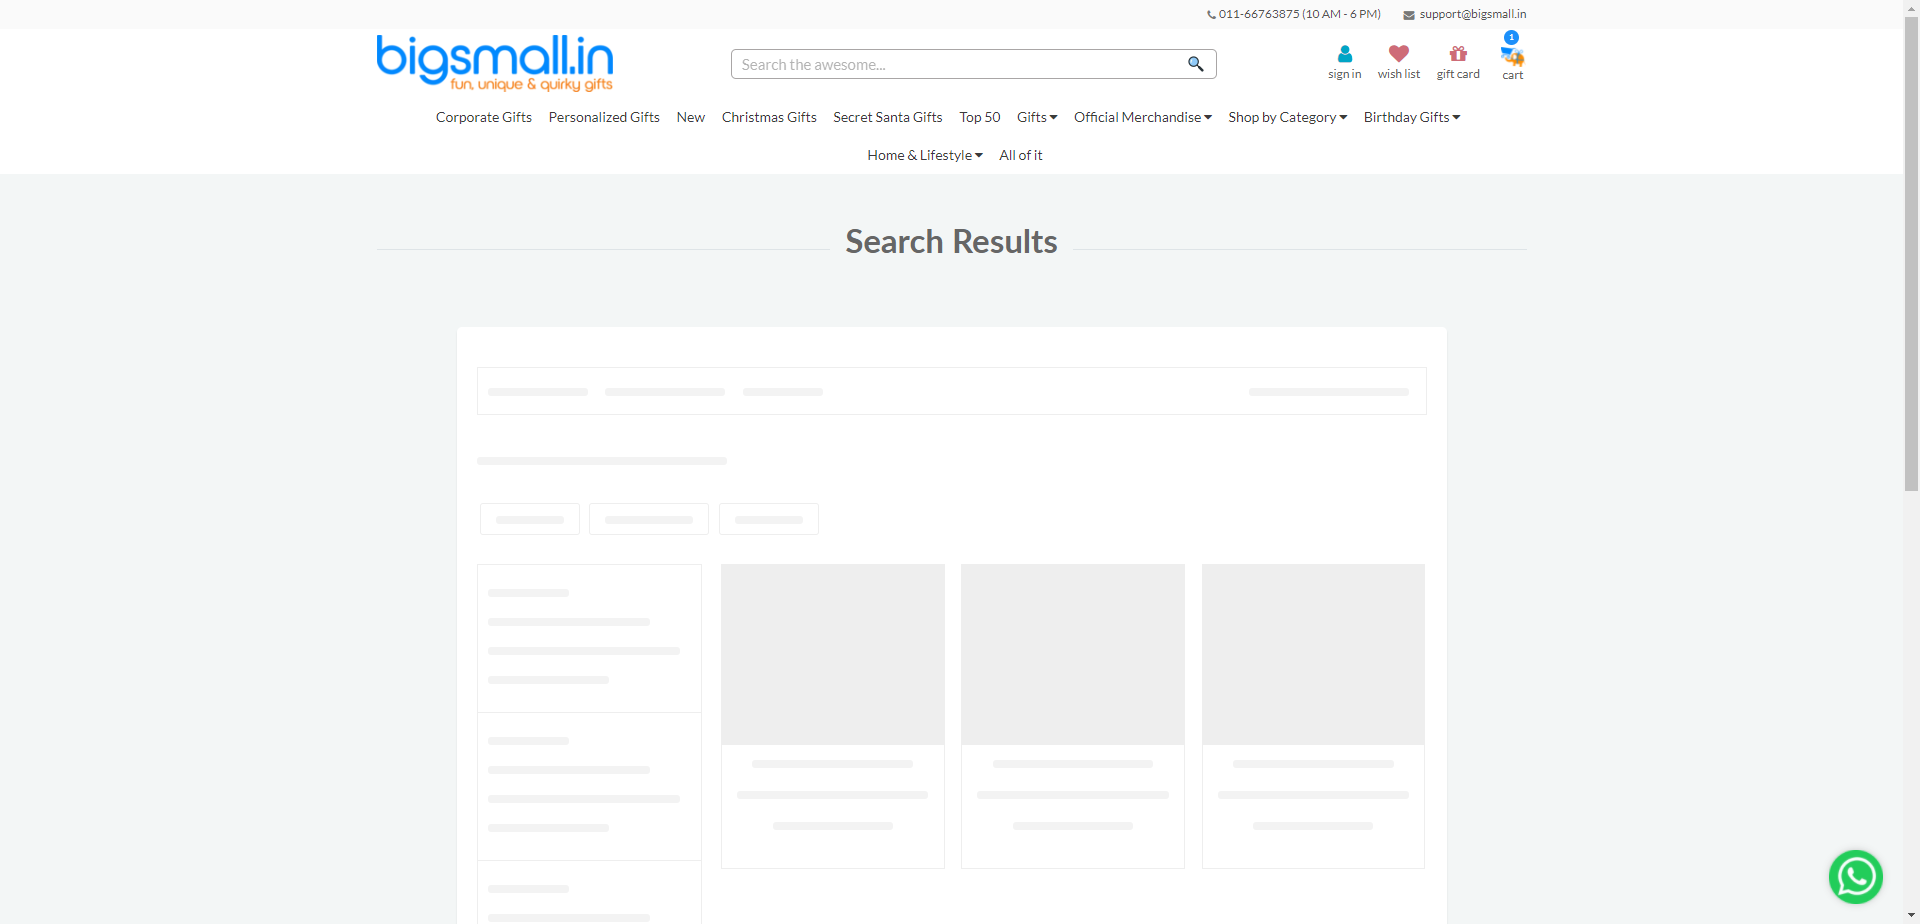 011-66763875 (10 AM - 6 PM) support@bigsmall.in
bigsmall.in
fun, unique & quirky gifts
Search the awesome...
sign in
wish list
gift card
1
cart
Corporate Gifts Personalized Gifts New Christmas Gifts Secret Santa Gifts Top 50 Gifts Official Merchandise Shop by Category Birthday Gifts
Home & Lifestyle All of it
Search Results